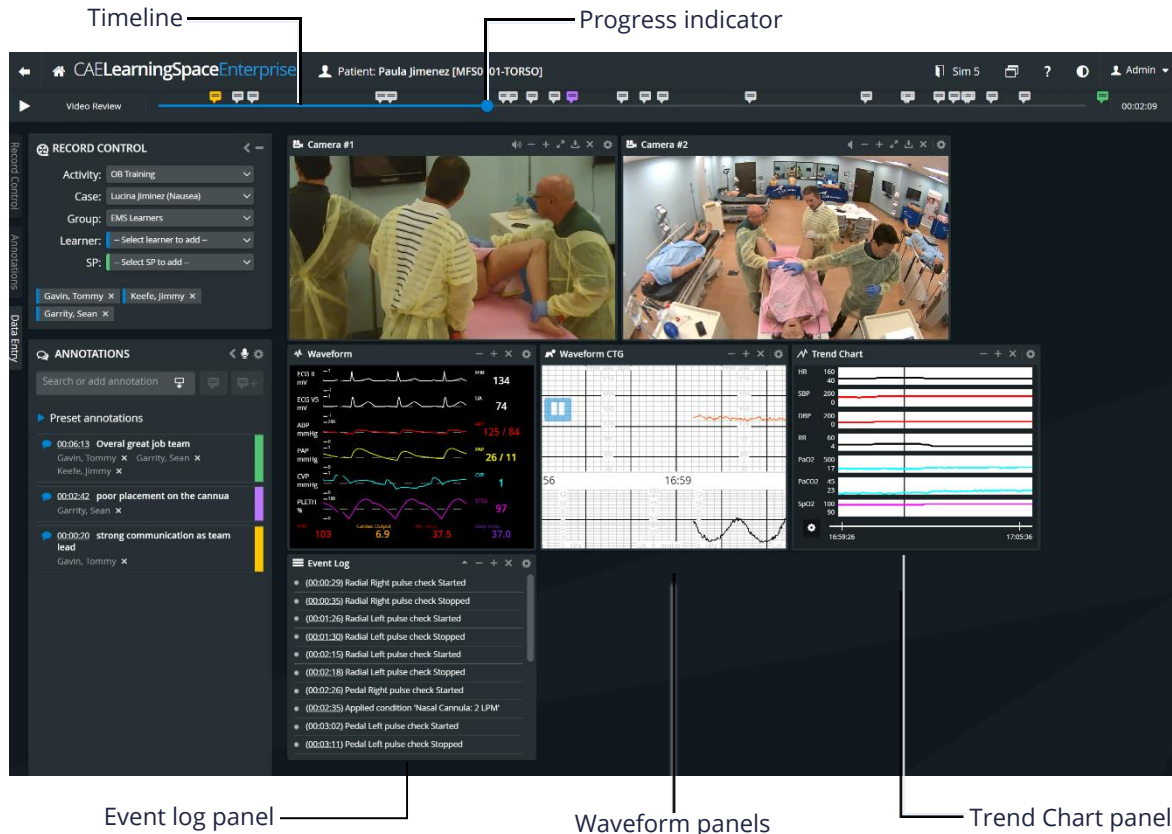 Timeline
Progress indicator
CAELearningSpaceEnterprise
Patient: Paula Jimenez [MFS0 01-TORSO]
Sim 5
?
Admin
Video Review
00:02:09
Record Control
Annotations
Data Entry
RECORD CONTROL
Activity: OB Training
Case: Lucina Jiminez (Nausea)
Group: EMS Learners
Learner: -- Select learner to add --
SP: -- Select SP to add --
Gavin, Tommy × Keefe, Jimmy ×
Garrity, Sean ×
ANNOTATIONS
Search or add annotation
Preset annotations
00:06:13 Overal great job team
Gavin, Tommy × Garrity, Sean ×
Keefe, Jimmy ×
00:02:42 poor placement on the cannua
Garrity, Sean ×
00:00:20 strong communication as team
lead
Gavin, Tommy ×
Camera #1
Camera #2
Waveform
ECG II
mV
134
ECG V5
mV
UA
74
ABP
mmHg
125 / 84
PAP
mmHg
PAP
26 / 11
CVP
mmHg
CVP
1
PLETH
%
97
103
Cardiac Output
6.9
37.5
37.0
Waveform CTG
56
16:59
Trend Chart
HR 160
40
SBP 200
0
DBP 200
0
RR 60
4
PaO2 500
17
PaCO2 45
23
SpO2 100
90
16:59:26
17:05:36
Event Log
(00:00:29) Radial Right pulse check Started
(00:00:35) Radial Right pulse check Stopped
(00:01:26) Radial Left pulse check Started
(00:01:30) Radial Left pulse check Stopped
(00:02:15) Radial Left pulse check Started
(00:02:18) Radial Left pulse check Stopped
(00:02:26) Pedal Right pulse check Started
(00:02:35) Applied condition 'Nasal Cannula: 2 LPM'
(00:03:02) Pedal Left pulse check Started
(00:03:11) Pedal Left pulse check Stopped
Event log panel
Waveform panels
Trend Chart panel